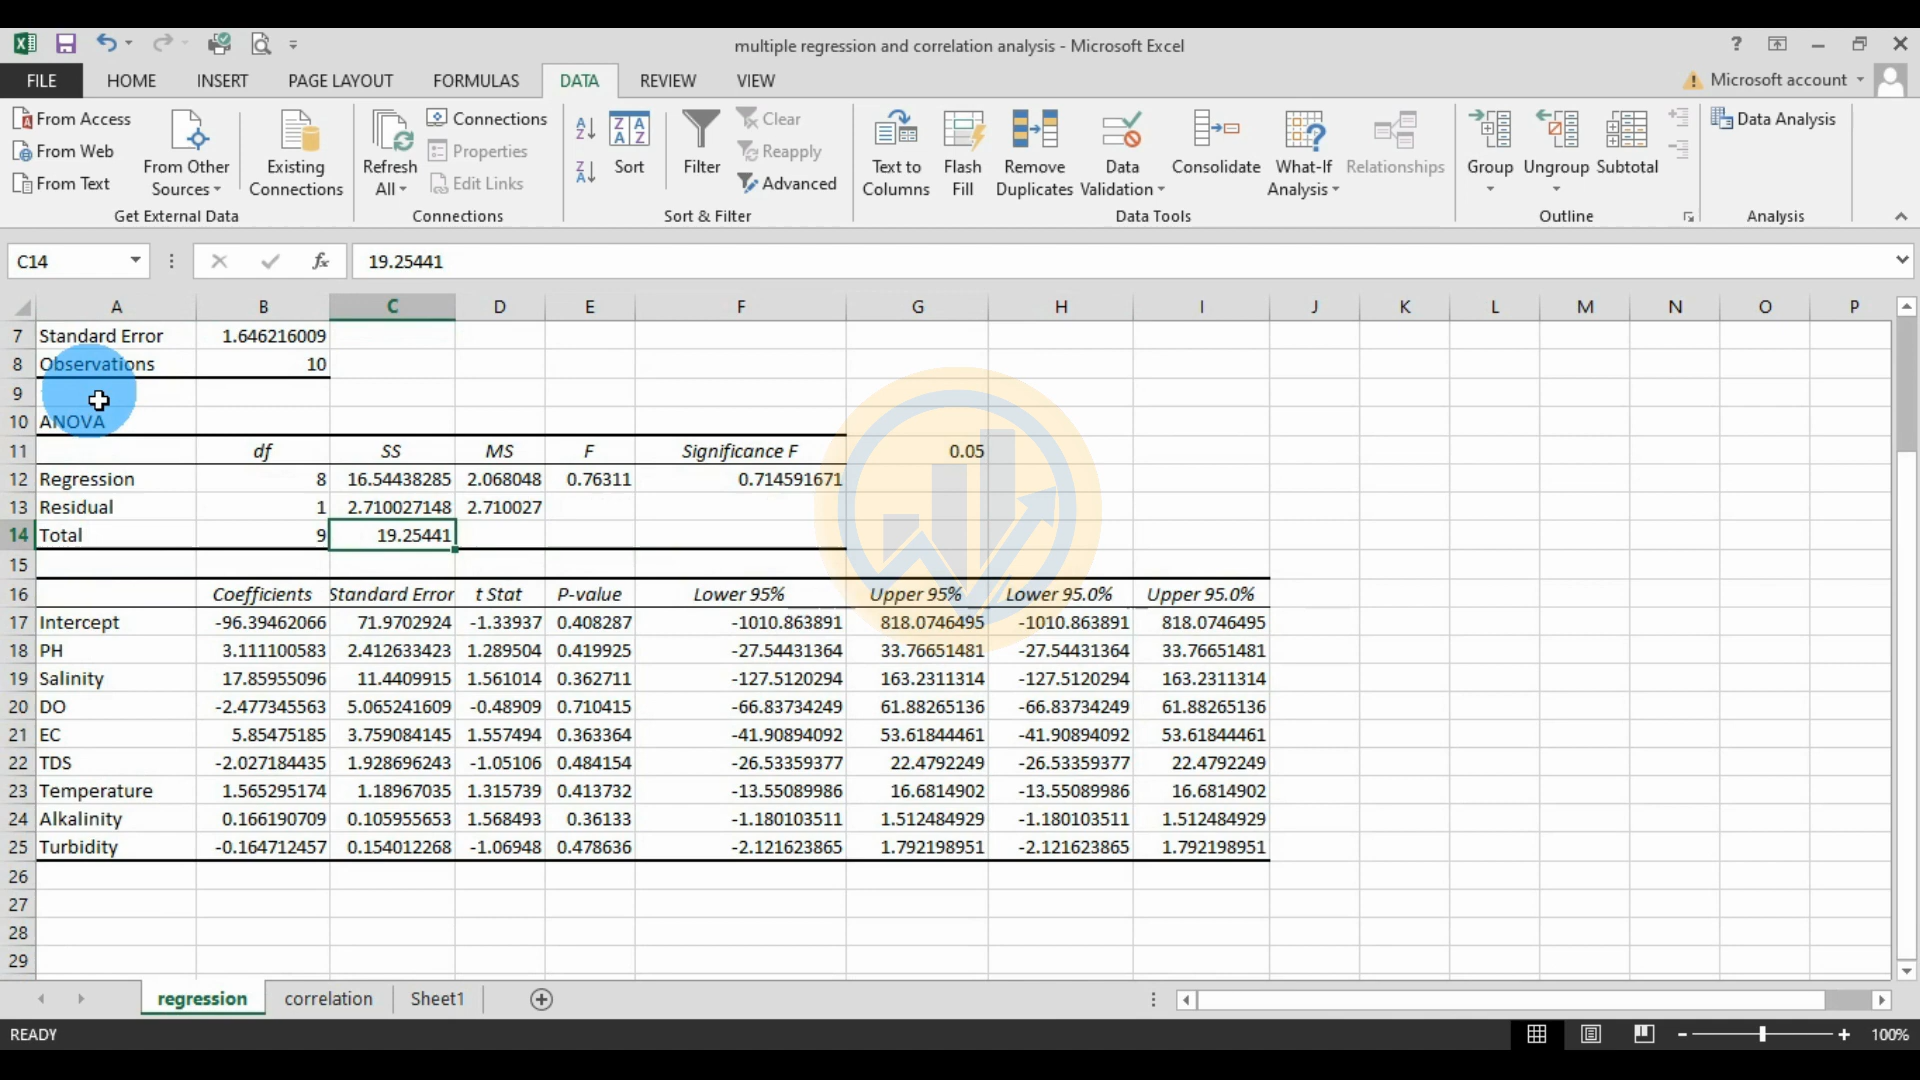 multiple regression and correlation analysis - Microsoft Excel
?
FILE HOME INSERT PAGE LAYOUT FORMULAS DATA REVIEW VIEW Microsoft account
From Access
From Web
From Text
From Other Sources
Existing Connections
Get External Data
Refresh All
Connections
Properties
Edit Links
Connections
Sort
Filter
Clear
Reapply
Advanced
Sort & Filter
Text to Columns
Flash Fill
Remove Duplicates
Data Validation
Consolidate
What-If Analysis
Relationships
Data Tools
Group
Ungroup
Subtotal
Outline
Data Analysis
Analysis
C14 fx 19.25441
A B C D E F G H I J K L M N O P
7 Standard Error 1.646216009
8 Observations 10
9
10 ANOVA
11 df SS MS F Significance F 0.05
12 Regression 8 16.54438285 2.068048 0.76311 0.714591671
13 Residual 1 2.710027148 2.710027
14 Total 9 19.25441
15
16 Coefficients Standard Error t Stat P-value Lower 95% Upper 95% Lower 95.0% Upper 95.0%
17 Intercept -96.39462066 71.9702924 -1.33937 0.408287 -1010.863891 818.0746495 -1010.863891 818.0746495
18 PH 3.111100583 2.412633423 1.289504 0.419925 -27.54431364 33.76651481 -27.54431364 33.76651481
19 Salinity 17.85955096 11.4409915 1.561014 0.362711 -127.5120294 163.2311314 -127.5120294 163.2311314
20 DO -2.477345563 5.065241609 -0.48909 0.710415 -66.83734249 61.88265136 -66.83734249 61.88265136
21 EC 5.85475185 3.759084145 1.557494 0.363364 -41.90894092 53.61844461 -41.90894092 53.61844461
22 TDS -2.027184435 1.928696243 -1.05106 0.484154 -26.53359377 22.4792249 -26.53359377 22.4792249
23 Temperature 1.565295174 1.18967035 1.315739 0.413732 -13.55089986 16.6814902 -13.55089986 16.6814902
24 Alkalinity 0.166190709 0.105955653 1.568493 0.36133 -1.180103511 1.512484929 -1.180103511 1.512484929
25 Turbidity -0.164712457 0.154012268 -1.06948 0.478636 -2.121623865 1.792198951 -2.121623865 1.792198951
26
27
28
29
regression correlation Sheet1
READY 100%